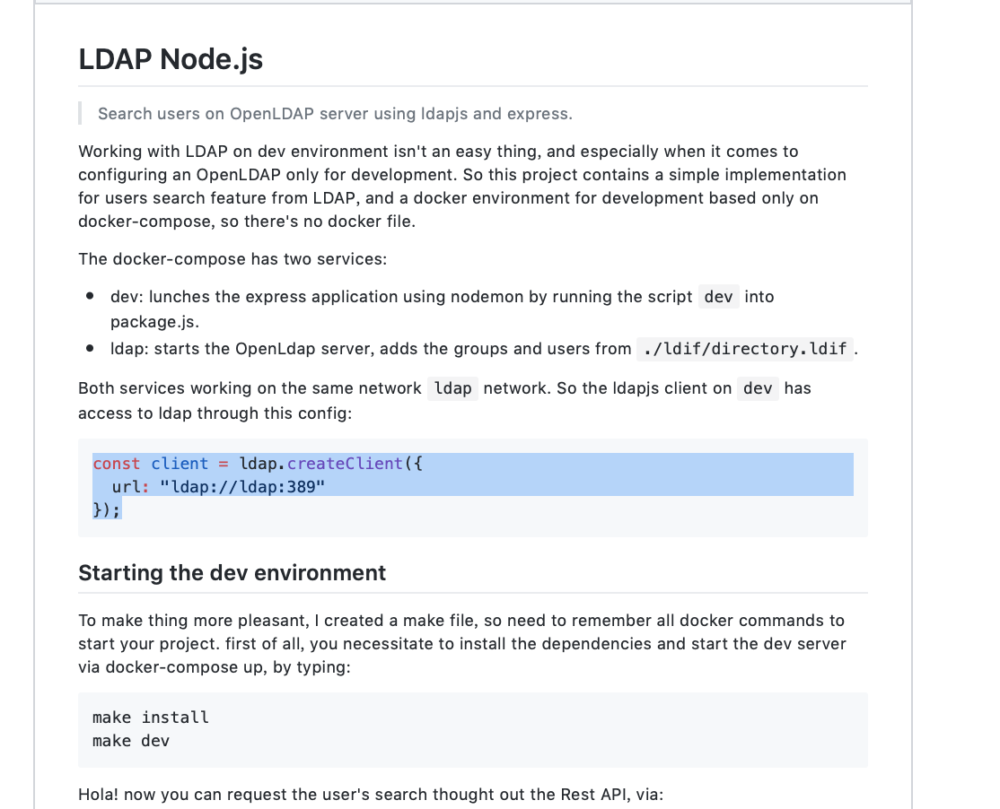 LDAP Node.js
Search users on OpenLDAP server using ldapjs and express.
Working with LDAP on dev environment isn't an easy thing, and especially when it comes to
configuring an OpenLDAP only for development. So this project contains a simple implementation
for users search feature from LDAP, and a docker environment for development based only on
docker-compose, so there's no docker file.
The docker-compose has two services:
• dev: lunches the express application using nodemon by running the script dev into
package.js.
• ldap: starts the OpenLdap server, adds the groups and users from ./ldif/directory.ldif .
Both services working on the same network ldap network. So the ldapjs client on dev has
access to ldap through this config:
const client = ldap.createClient({
  url: "ldap://ldap:389"
});
Starting the dev environment
To make thing more pleasant, I created a make file, so need to remember all docker commands to
start your project. first of all, you necessitate to install the dependencies and start the dev server
via docker-compose up, by typing:
make install
make dev
Hola! now you can request the user's search thought out the Rest API, via: